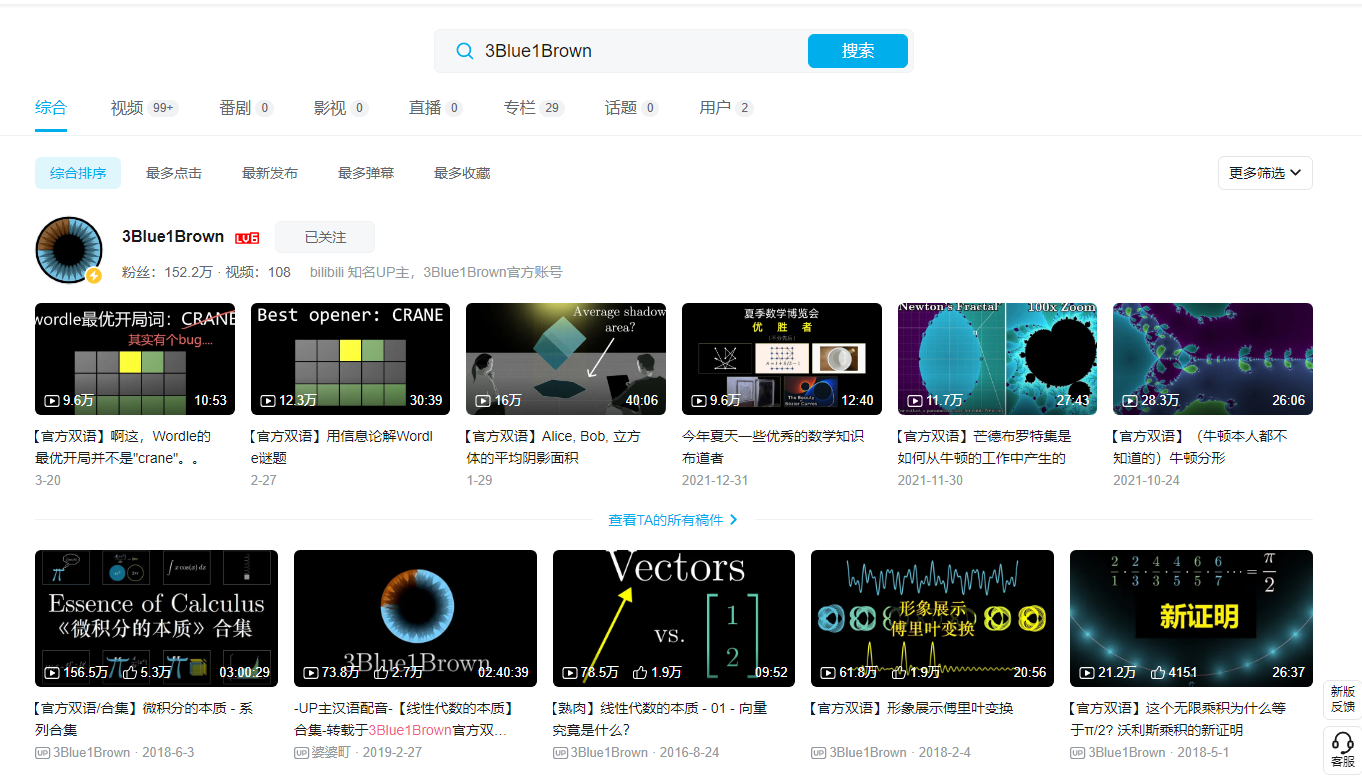 3Blue1Brown
搜索
综合 视频 99+ 番剧 0 影视 0 直播 0 专栏 29 话题 0 用户 2
综合排序 最多点击 最新发布 最多弹幕 最多收藏 更多筛选
3Blue1Brown LV6 已关注
粉丝：152.2万 · 视频：108 bilibili 知名UP主，3Blue1Brown官方账号
wordle最优开局词：CRANE
其实有个bug....
9.6万 10:53
Best opener: CRANE
12.3万 30:39
Average shadow
area?
16万 40:06
夏季数学博览会
优 胜 者
9.6万 12:40
Newton's Fractal 100x Zoom
11.7万 27:43
28.3万 26:06
【官方双语】啊这，Wordle的
最优开局并不是"crane"。。
3-20
【官方双语】用信息论解Wordl
e谜题
2-27
【官方双语】Alice, Bob, 立方
体的平均阴影面积
1-29
今年夏天一些优秀的数学知识
布道者
2021-12-31
【官方双语】芒德布罗特集是
如何从牛顿的工作中产生的
2021-11-30
【官方双语】（牛顿本人都不
知道的）牛顿分形
2021-10-24
查看TA的所有稿件
Essence of Calculus
《微积分的本质》合集
156.5万 5.3万 03:00:29
3Blue1Brown
73.8万 2.7万 02:40:39
Vectors
vs. [1 2]
78.5万 1.9万 09:52
形象展示
傅里叶变换
61.8万 1.9万 20:56
2/1 · 2/3 · 4/3 · 4/5 · 6/5 · 6/7 ··· = π/2
新证明
21.2万 4151 26:37
【官方双语/合集】微积分的本质 - 系
列合集
UP 3Blue1Brown · 2018-6-3
-UP主汉语配音-【线性代数的本质】
合集-转载于3Blue1Brown官方双...
UP 婆婆町 · 2019-2-27
【熟肉】线性代数的本质 - 01 - 向量
究竟是什么？
UP 3Blue1Brown · 2016-8-24
【官方双语】形象展示傅里叶变换
UP 3Blue1Brown · 2018-2-4
【官方双语】这个无限乘积为什么等
于π/2? 沃利斯乘积的新证明
UP 3Blue1Brown · 2018-5-1
新版
反馈
客服